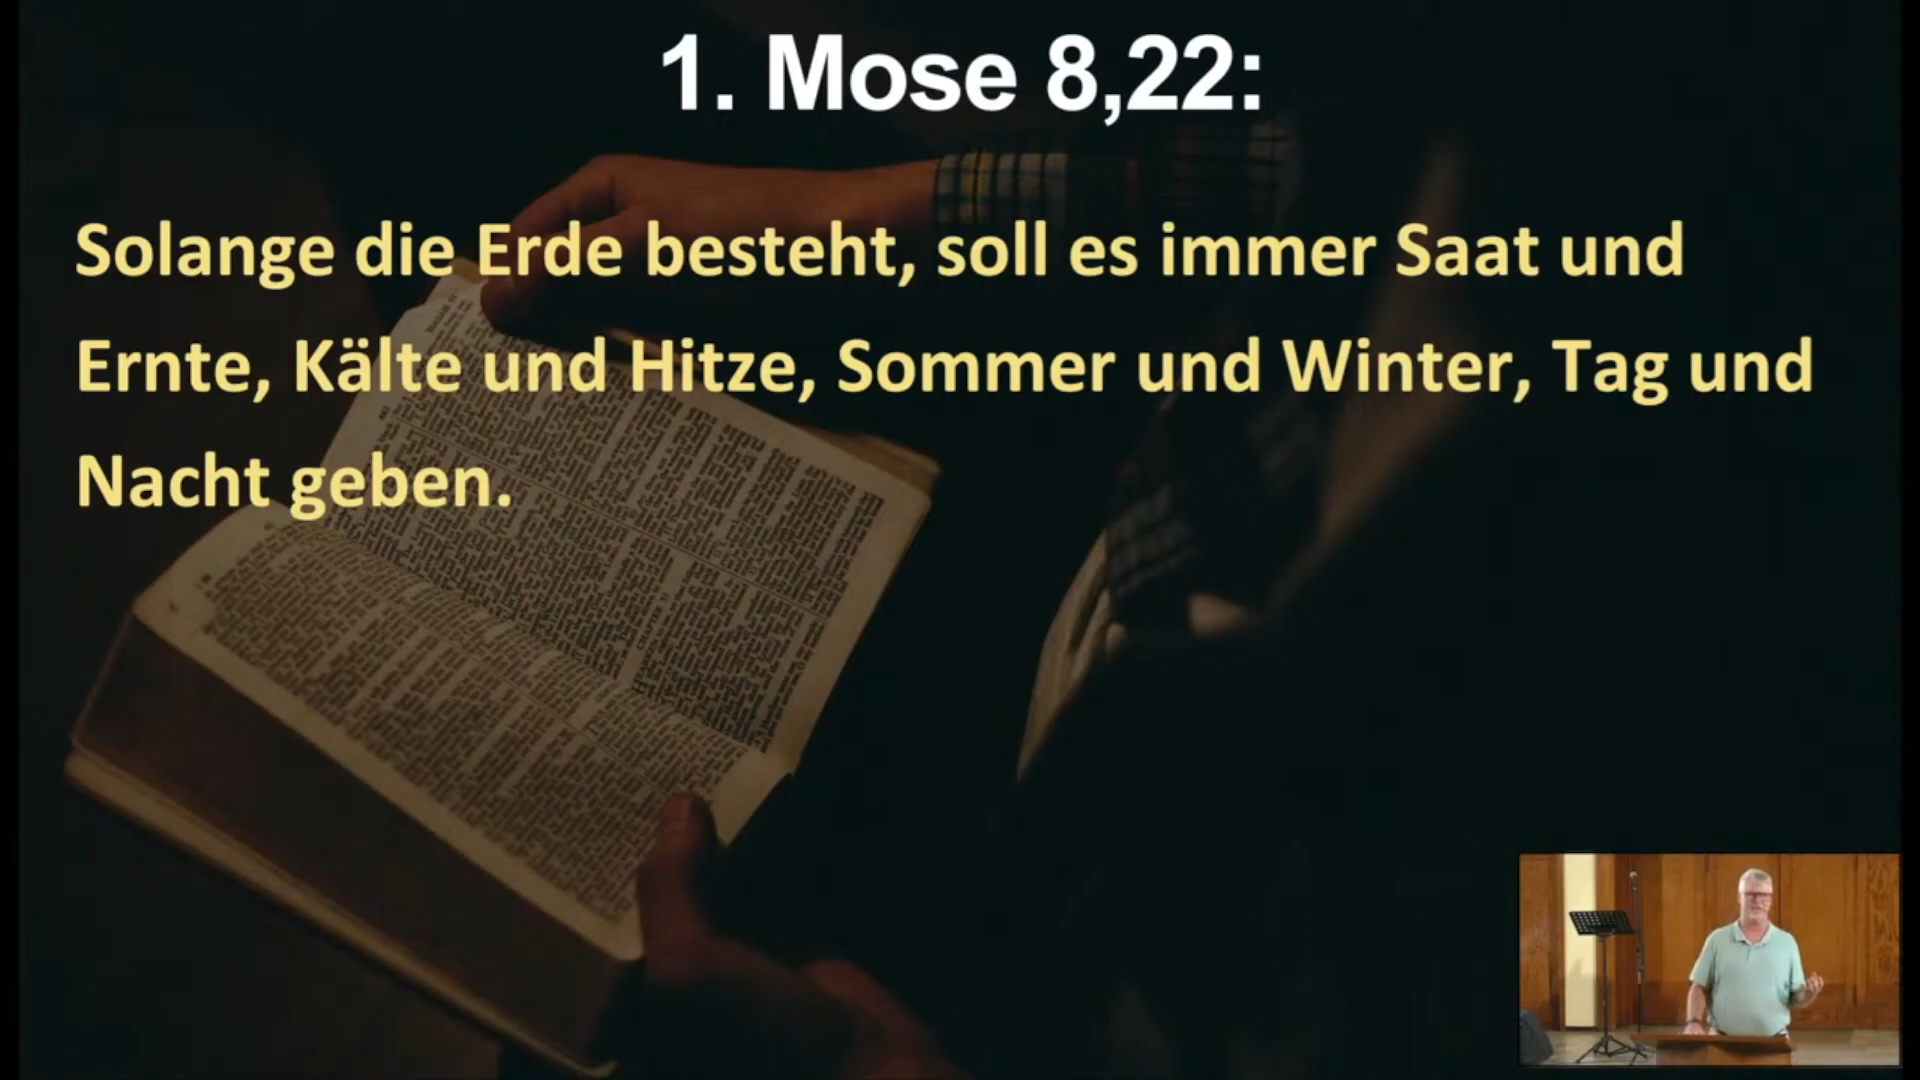 1. Mose 8,22:
Solange die Erde besteht, soll es immer Saat und
Ernte, Kälte und Hitze, Sommer und Winter, Tag und
Nacht geben.